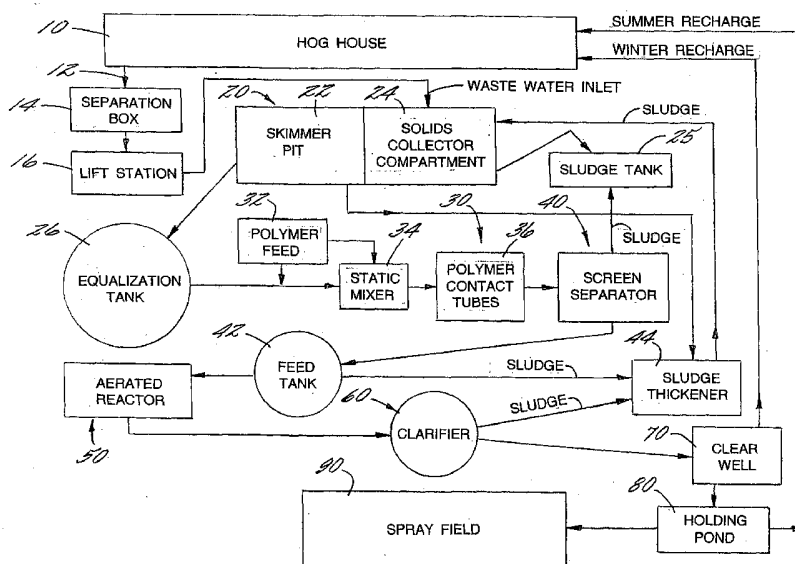 10
HOG HOUSE
SUMMER RECHARGE
WINTER RECHARGE
12
14
SEPARATION
BOX
16
LIFT STATION
20
22
24
WASTE WATER INLET
SKIMMER
PIT
SOLIDS
COLLECTOR
COMPARTMENT
SLUDGE
25
SLUDGE TANK
26
EQUALIZATION
TANK
32
POLYMER
FEED
34
STATIC
MIXER
30
36
POLYMER
CONTACT
TUBES
40
SLUDGE
SCREEN
SEPARATOR
42
FEED
TANK
SLUDGE
44
SLUDGE
THICKENER
AERATED
REACTOR
50
60
CLARIFIER
SLUDGE
70
CLEAR
WELL
80
HOLDING
POND
90
SPRAY FIELD